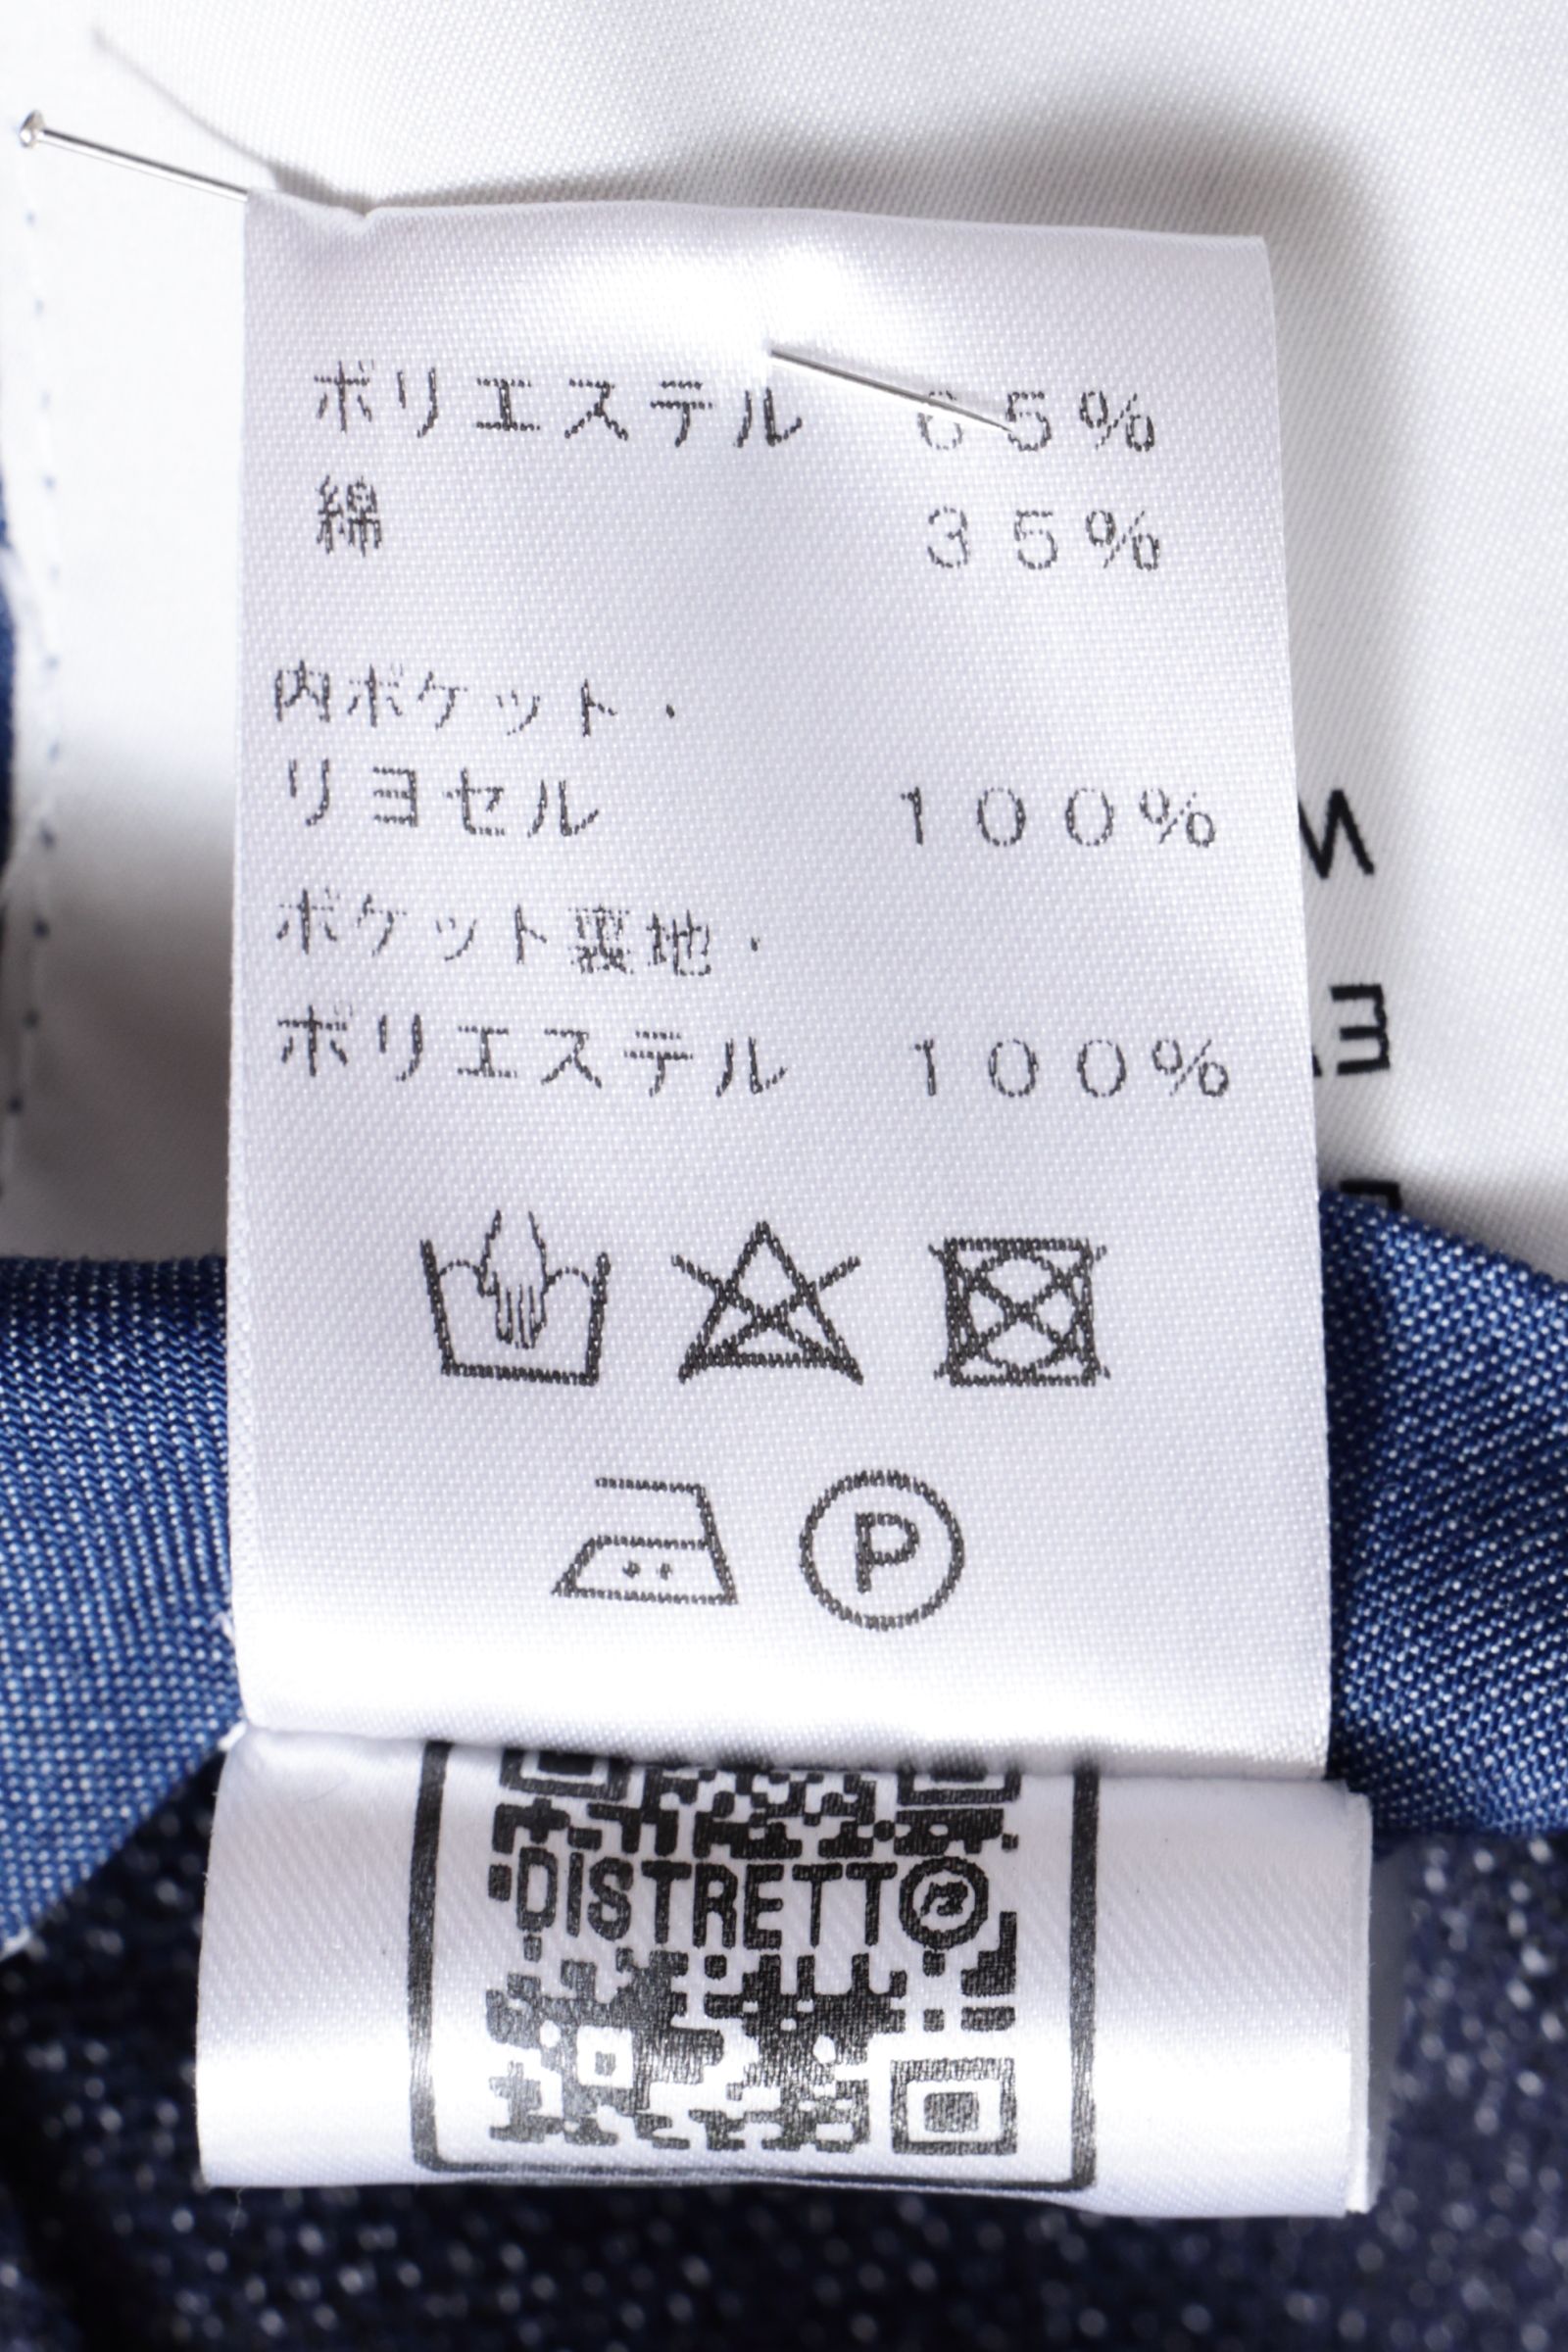 ポリエステル 65%
綿 35%
内ポケット・
リヨセル 100%
ポケット裏地・
ポリエステル 100%
P
DiSTRETTO